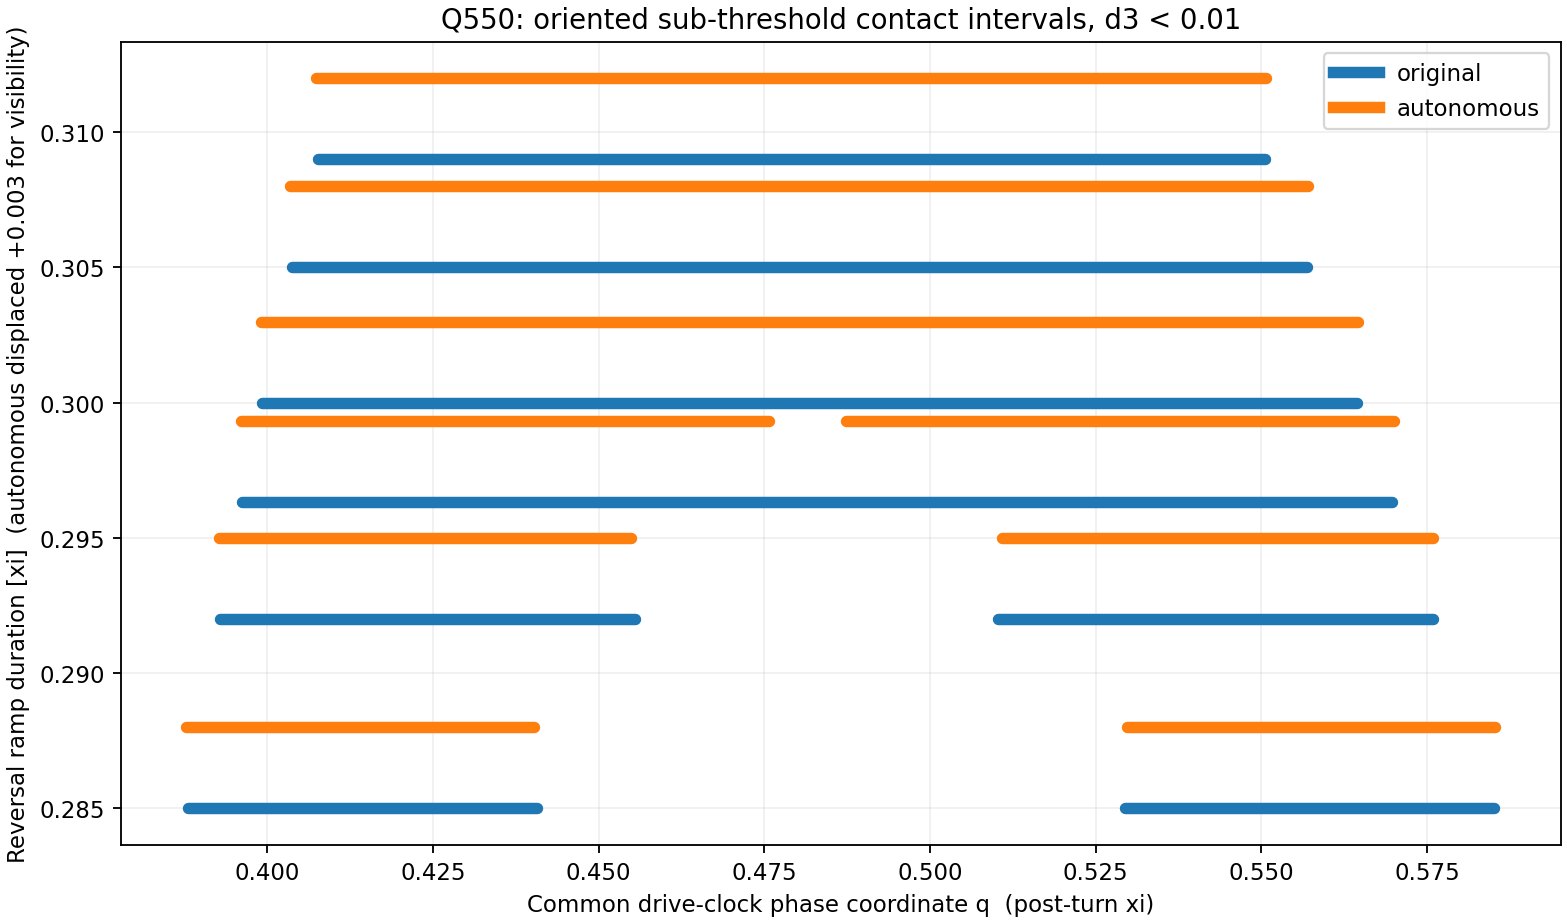 Q550: oriented sub-threshold contact intervals, d3 < 0.01
original
autonomous
Reversal ramp duration [xi]  (autonomous displaced +0.003 for visibility)
0.310
0.305
0.300
0.295
0.290
0.285
0.400 0.425 0.450 0.475 0.500 0.525 0.550 0.575
Common drive-clock phase coordinate q  (post-turn xi)